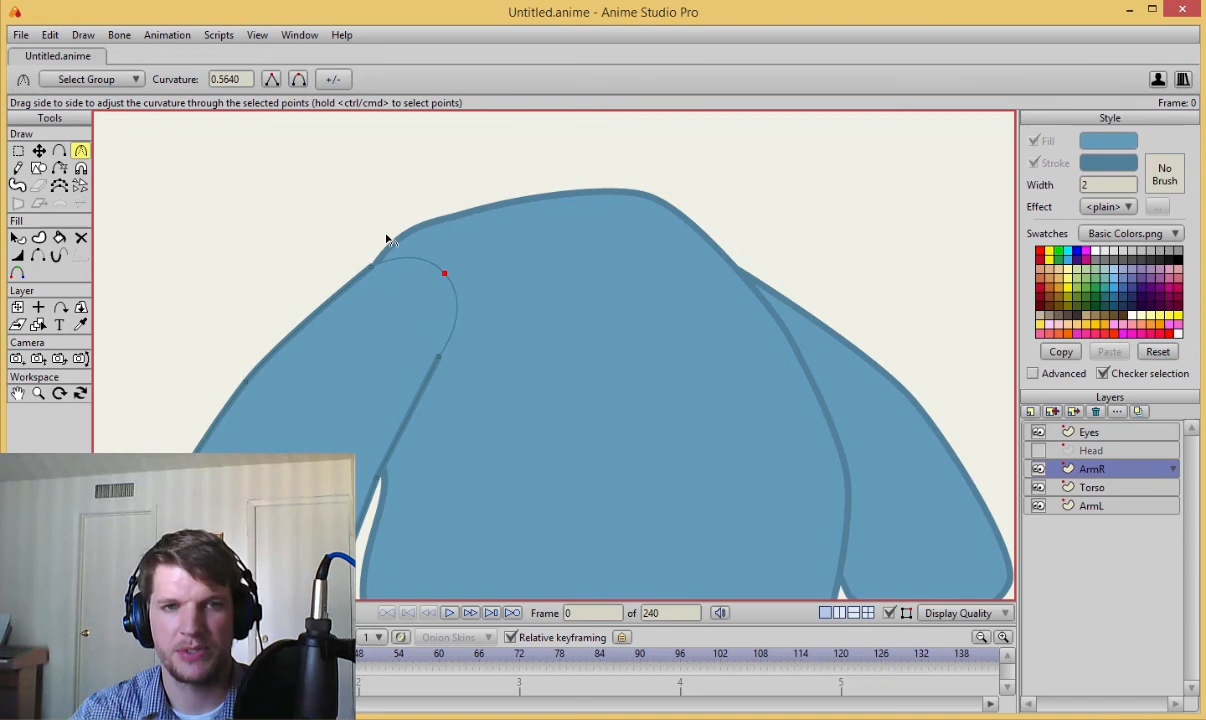 Untitled.anime - Anime Studio Pro
File Edit Draw Bone Animation Scripts View Window Help
Untitled.anime
Select Group Curvature: 0.5640 +/-
Drag side to side to adjust the curvature through the selected points (hold <ctrl/cmd> to select points) Frame: 0
Tools
Draw
Fill
Layer
Camera
Workspace
Style
Fill
Stroke
No
Brush
Width 2
Effect <plain> ...
Swatches Basic Colors.png
Copy Paste Reset
Advanced Checker selection
Layers
Eyes
Head
ArmR
Torso
ArmL
Frame 0 of 240 Display Quality
1 Onion Skins Relative keyframing
48 54 60 66 72 78 84 90 96 102 108 114 120 126 132 138
2 3 4 5